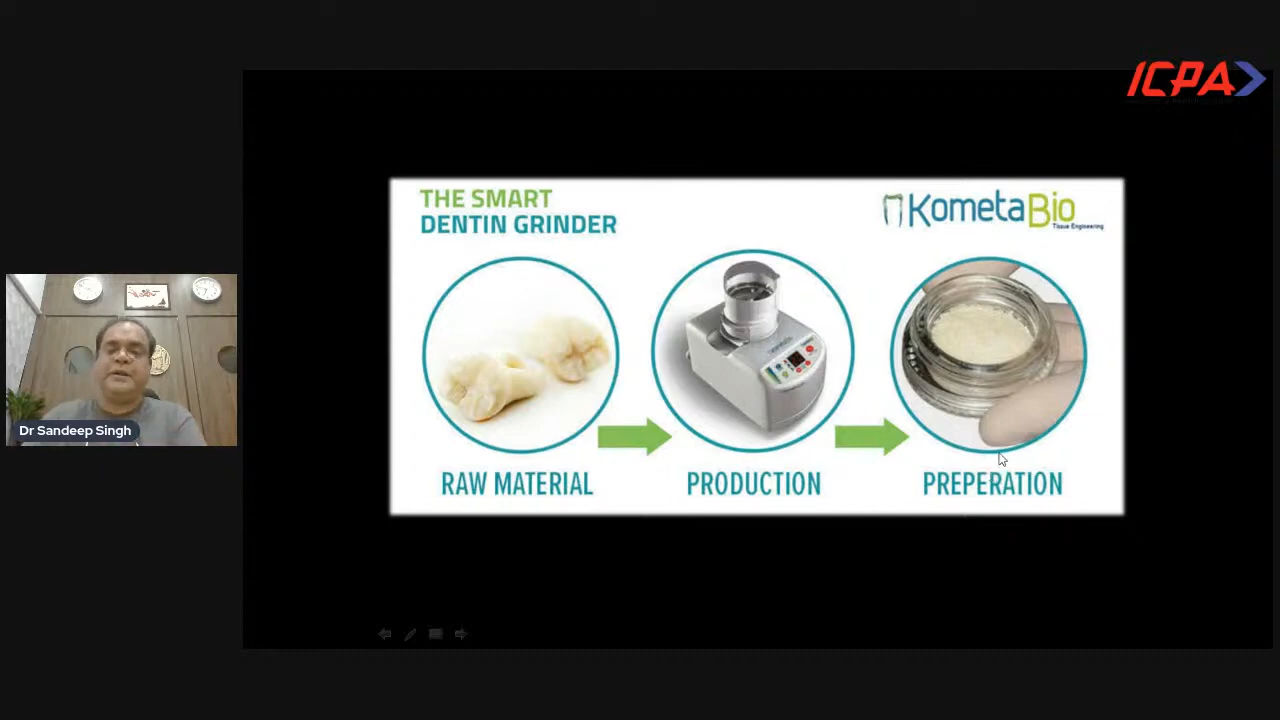 ICPA
THE SMART
DENTIN GRINDER
KometaBio
Tissue Engineering
Dr Sandeep Singh
RAW MATERIAL
PRODUCTION
PREPERATION